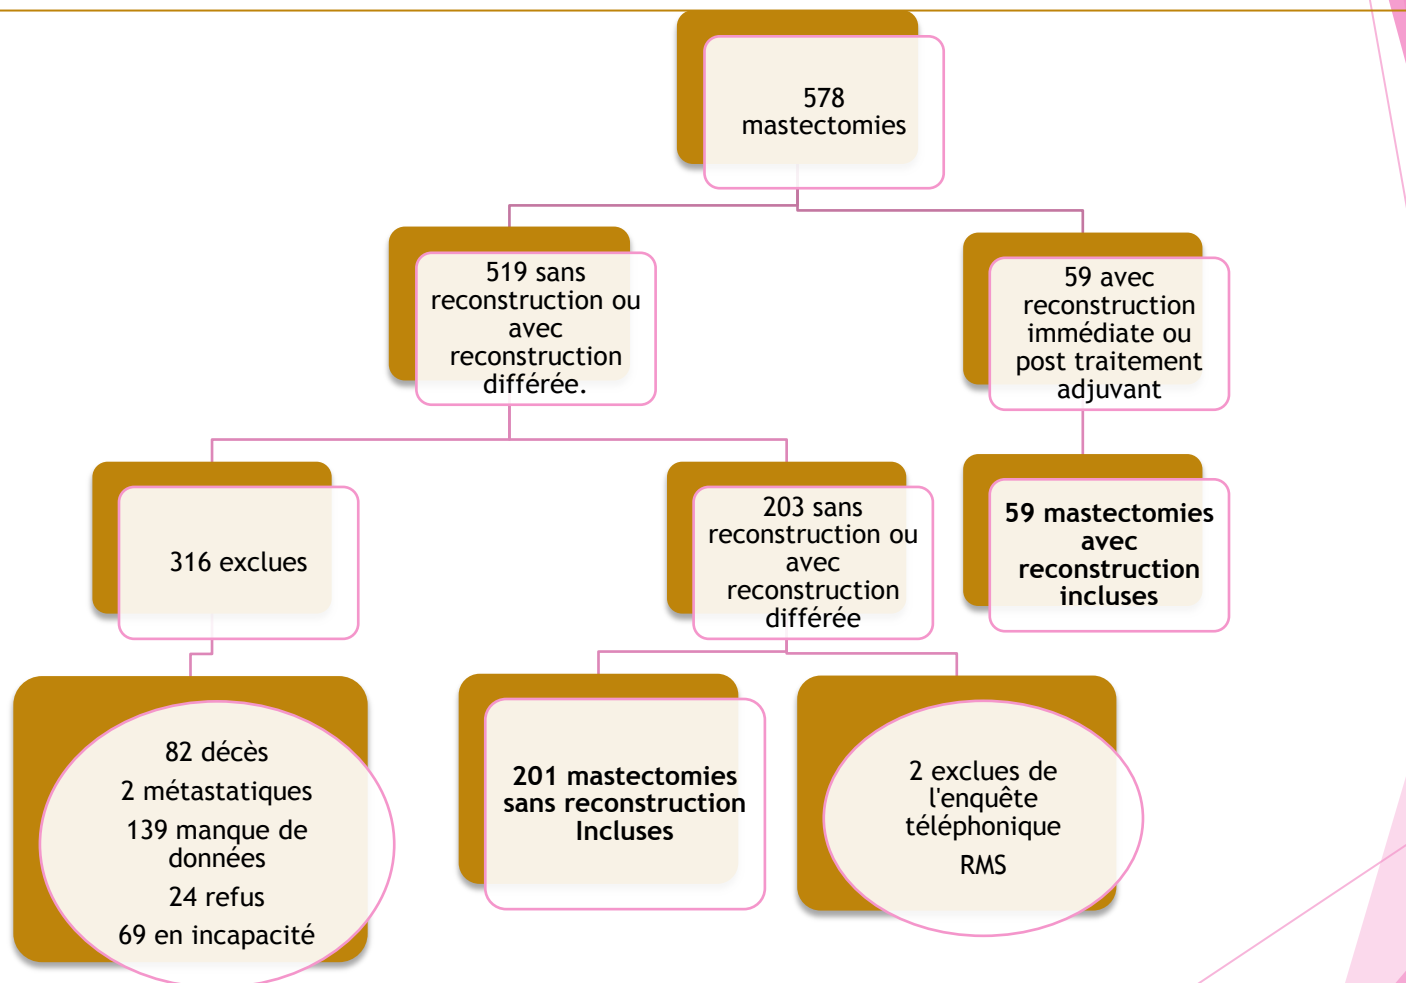 578
mastectomies
519 sans
reconstruction ou
avec
reconstruction
différée.
59 avec
reconstruction
immédiate ou
post traitement
adjuvant
316 exclues
203 sans
reconstruction ou
avec
reconstruction
différée
59 mastectomies
avec
reconstruction
incluses
82 décès
2 métastatiques
139 manque de
données
24 refus
69 en incapacité
201 mastectomies
sans reconstruction
Incluses
2 exclues de
l'enquête
téléphonique
RMS